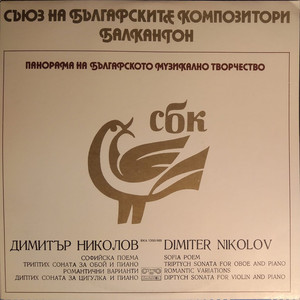 СЪЮЗ НА БЪЛГАРСКИТЕ КОМПОЗИТОРИ
БАЛКАНТОН
ПАНОРАМА НА БЪЛГАРСКОТО МУЗИКАЛНО ТВОРЧЕСТВО
сбк
ДИМИТЪР НИКОЛОВ DIMITER NIKOLOV
СОФИЙСКА ПОЕМА SOFIA POEM
ТРИПТИХ СОНАТА ЗА ОБОЙ И ПИАНО TRIPTYCH SONATA FOR OBOE AND PIANO
РОМАНТИЧНИ ВАРИАНТИ ROMANTIC VARIATIONS
ДИПТИХ СОНАТА ЗА ЦИГУЛКА И ПИАНО DIPTYCH SONATA FOR VIOLIN AND PIANO